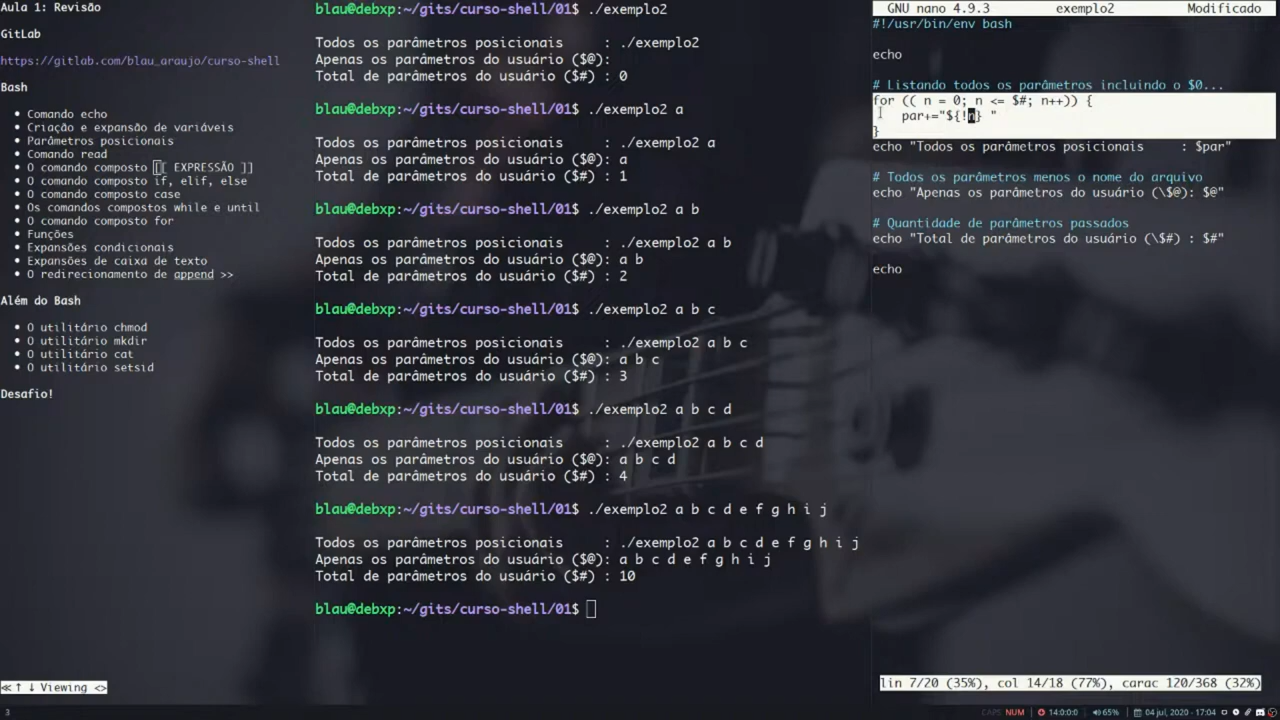 Aula 1: Revisão
GitLab
https://gitlab.com/blau_araujo/curso-shell
Bash
• Comando echo
• Criação e expansão de variáveis
• Parâmetros posicionais
• Comando read
• O comando composto [[ EXPRESSÃO ]]
• O comando composto if, elif, else
• O comando composto case
• Os comandos compostos while e until
• O comando composto for
• Funções
• Expansões condicionais
• Expansões de caixa de texto
• O redirecionamento de append >>
Além do Bash
• O utilitário chmod
• O utilitário mkdir
• O utilitário cat
• O utilitário setsid
Desafio!
≪↑ ↓ Viewing <>
blau@debxp:~/gits/curso-shell/01$ ./exemplo2
Todos os parâmetros posicionais     : ./exemplo2
Apenas os parâmetros do usuário ($@):
Total de parâmetros do usuário ($#) : 0
blau@debxp:~/gits/curso-shell/01$ ./exemplo2 a
Todos os parâmetros posicionais     : ./exemplo2 a
Apenas os parâmetros do usuário ($@): a
Total de parâmetros do usuário ($#) : 1
blau@debxp:~/gits/curso-shell/01$ ./exemplo2 a b
Todos os parâmetros posicionais     : ./exemplo2 a b
Apenas os parâmetros do usuário ($@): a b
Total de parâmetros do usuário ($#) : 2
blau@debxp:~/gits/curso-shell/01$ ./exemplo2 a b c
Todos os parâmetros posicionais     : ./exemplo2 a b c
Apenas os parâmetros do usuário ($@): a b c
Total de parâmetros do usuário ($#) : 3
blau@debxp:~/gits/curso-shell/01$ ./exemplo2 a b c d
Todos os parâmetros posicionais     : ./exemplo2 a b c d
Apenas os parâmetros do usuário ($@): a b c d
Total de parâmetros do usuário ($#) : 4
blau@debxp:~/gits/curso-shell/01$ ./exemplo2 a b c d e f g h i j
Todos os parâmetros posicionais     : ./exemplo2 a b c d e f g h i j
Apenas os parâmetros do usuário ($@): a b c d e f g h i j
Total de parâmetros do usuário ($#) : 10
blau@debxp:~/gits/curso-shell/01$
GNU nano 4.9.3 exemplo2 Modificado
#!/usr/bin/env bash
echo
# Listando todos os parâmetros incluindo o $0...
for (( n = 0; n <= $#; n++)) {
    par+="${!n} "
}
echo "Todos os parâmetros posicionais     : $par"
# Todos os parâmetros menos o nome do arquivo
echo "Apenas os parâmetros do usuário (\$@): $@"
# Quantidade de parâmetros passados
echo "Total de parâmetros do usuário (\$#) : $#"
echo
lin 7/20 (35%), col 14/18 (77%), carac 120/368 (32%)
3 CAPS NUM 14:0:0:0 65% 04 jul, 2020 - 17:04